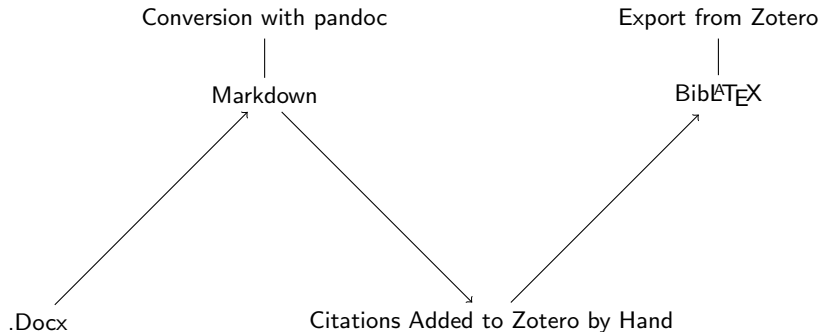 Conversion with pandoc
Export from Zotero
Markdown
BibLATEX
.Docx
Citations Added to Zotero by Hand